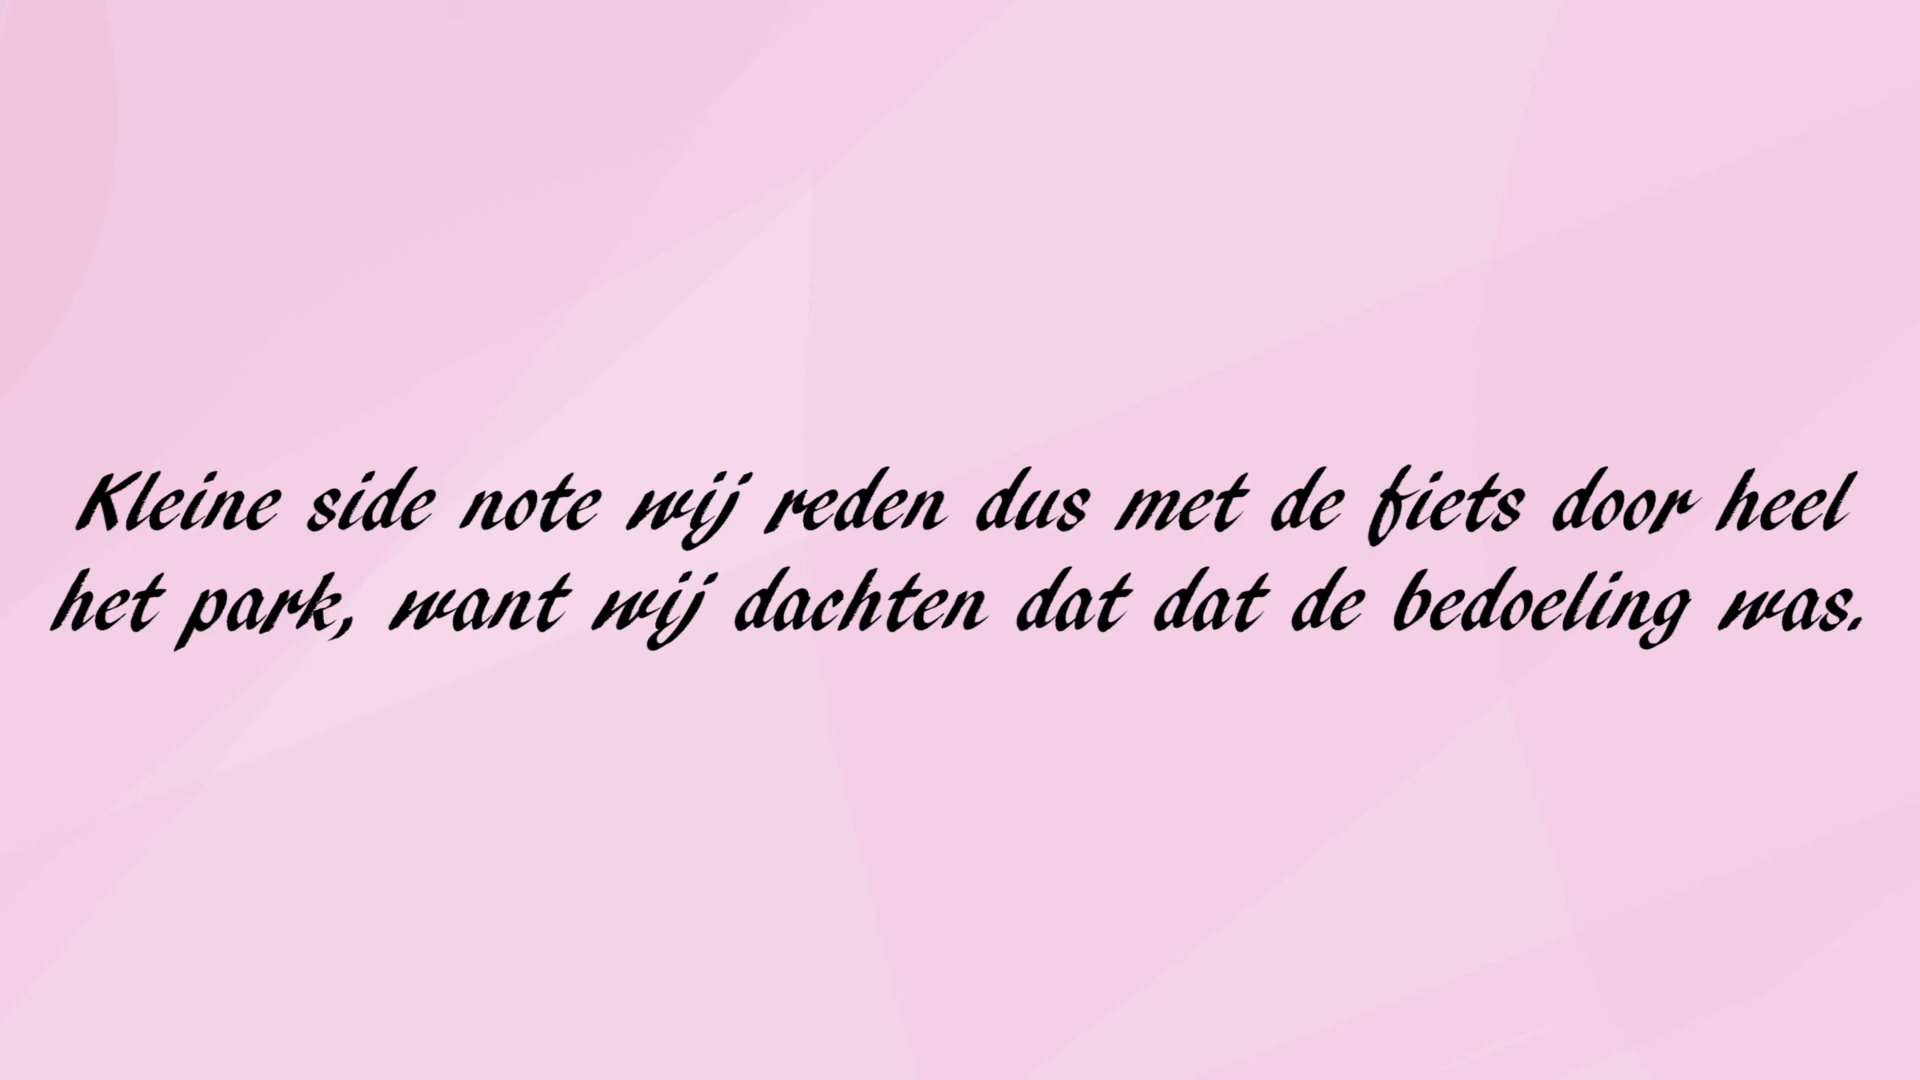 Kleine side note wij reden dus met de fiets door heel
het park, want wij dachten dat dat de bedoeling was.